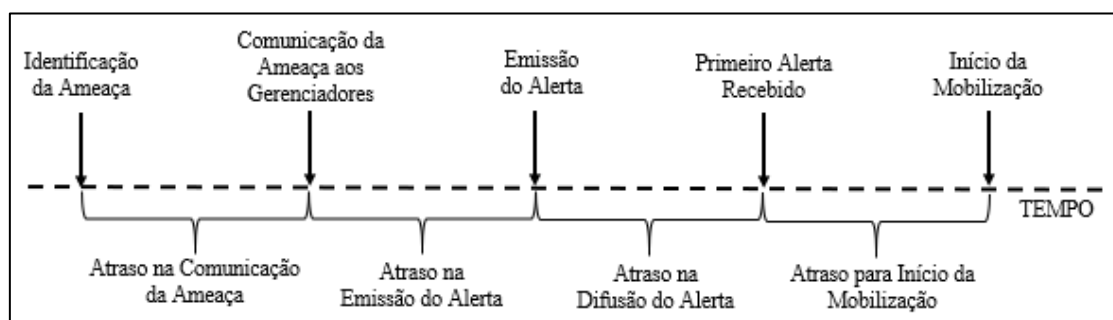 Identificação
da Ameaça
Comunicação da
Ameaça aos
Gerenciadores
Emissão
do Alerta
Primeiro Alerta
Recebido
Início da
Mobilização
TEMPO
Atraso na Comunicação
da Ameaça
Atraso na
Emissão do Alerta
Atraso na
Difusão do Alerta
Atraso para Início da
Mobilização